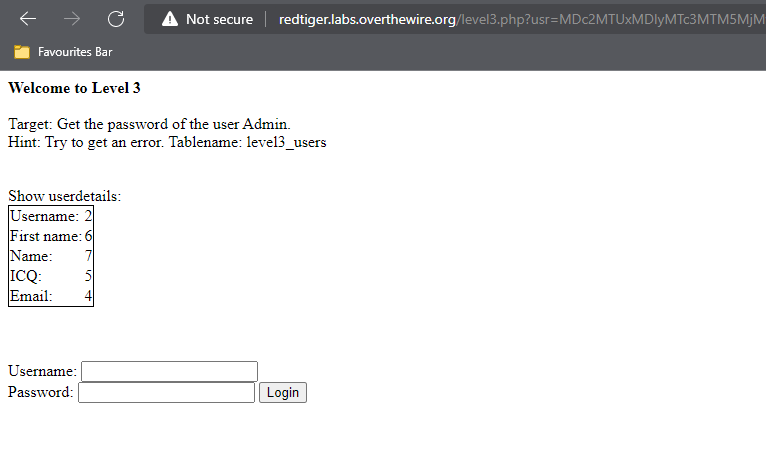 Not secure | redtiger.labs.overthewire.org/level3.php?usr=MDc2MTUxMDIyMTc3MTM5MjM
Favourites Bar
Welcome to Level 3
Target: Get the password of the user Admin.
Hint: Try to get an error. Tablename: level3_users
Show userdetails:
Username: 2
First name: 6
Name: 7
ICQ: 5
Email: 4
Username:
Password: Login